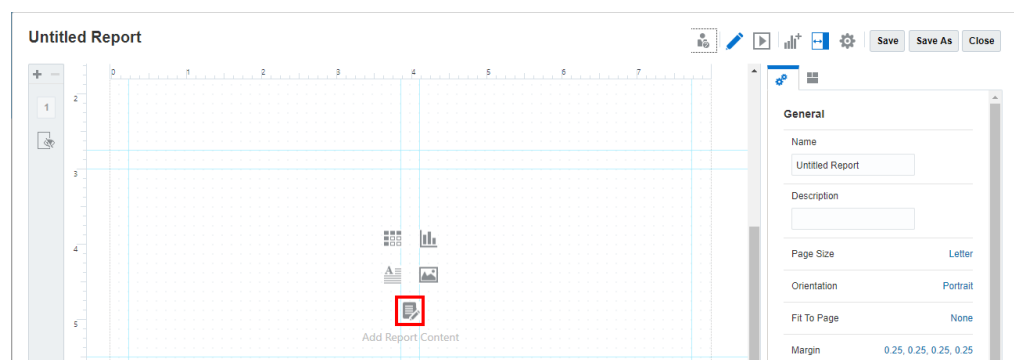 Untitled Report
Save Save As Close
0 1 2 3 4 5 6 7
1
2
3
4
5
General
Name
Untitled Report
Description
Page Size Letter
Orientation Portrait
Fit To Page None
Margin 0.25, 0.25, 0.25, 0.25
Add Report Content